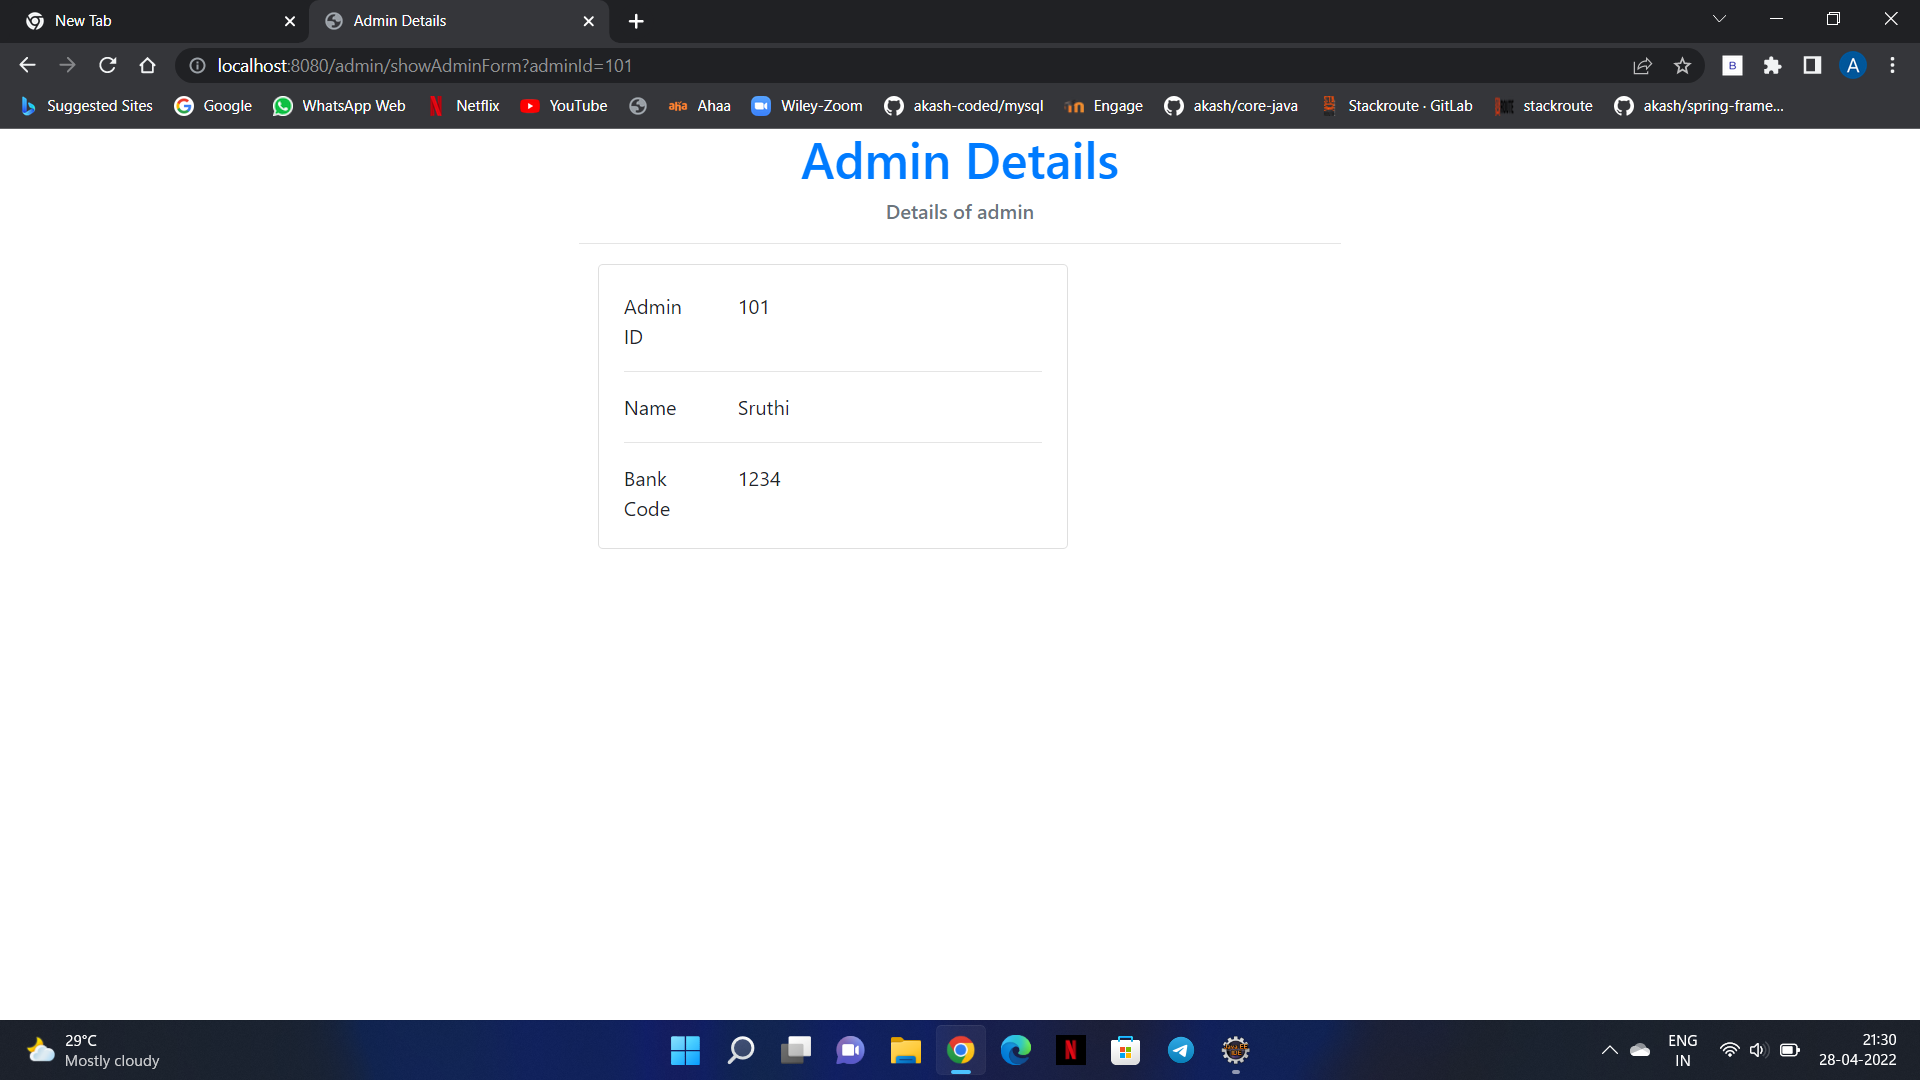 New Tab
Admin Details
localhost:8080/admin/showAdminForm?adminId=101
B
A
Suggested Sites
Google
WhatsApp Web
Netflix
YouTube
aha
Ahaa
Wiley-Zoom
akash-coded/mysql
Engage
akash/core-java
Stackroute · GitLab
stackroute
akash/spring-frame...
Admin Details
Details of admin
Admin ID 101
Name Sruthi
Bank Code 1234
29°C
Mostly cloudy
ENG
IN
21:30
28-04-2022